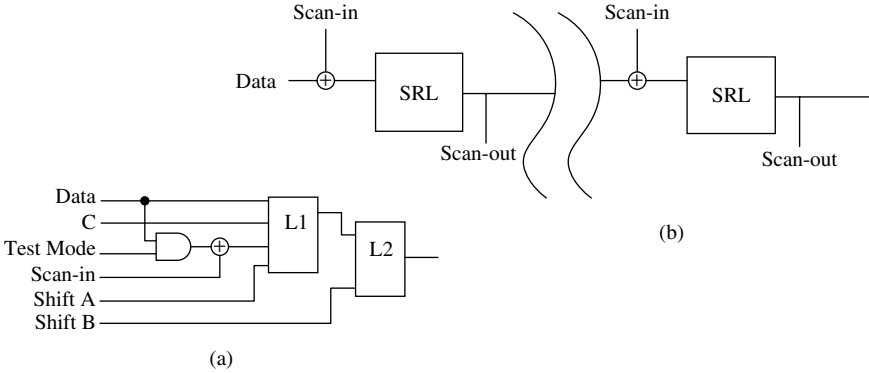 Scan-in
Scan-in
Data
SRL
SRL
Scan-out
Scan-out
Data
C
L1
Test Mode
L2
Scan-in
Shift A
Shift B
(a)
(b)